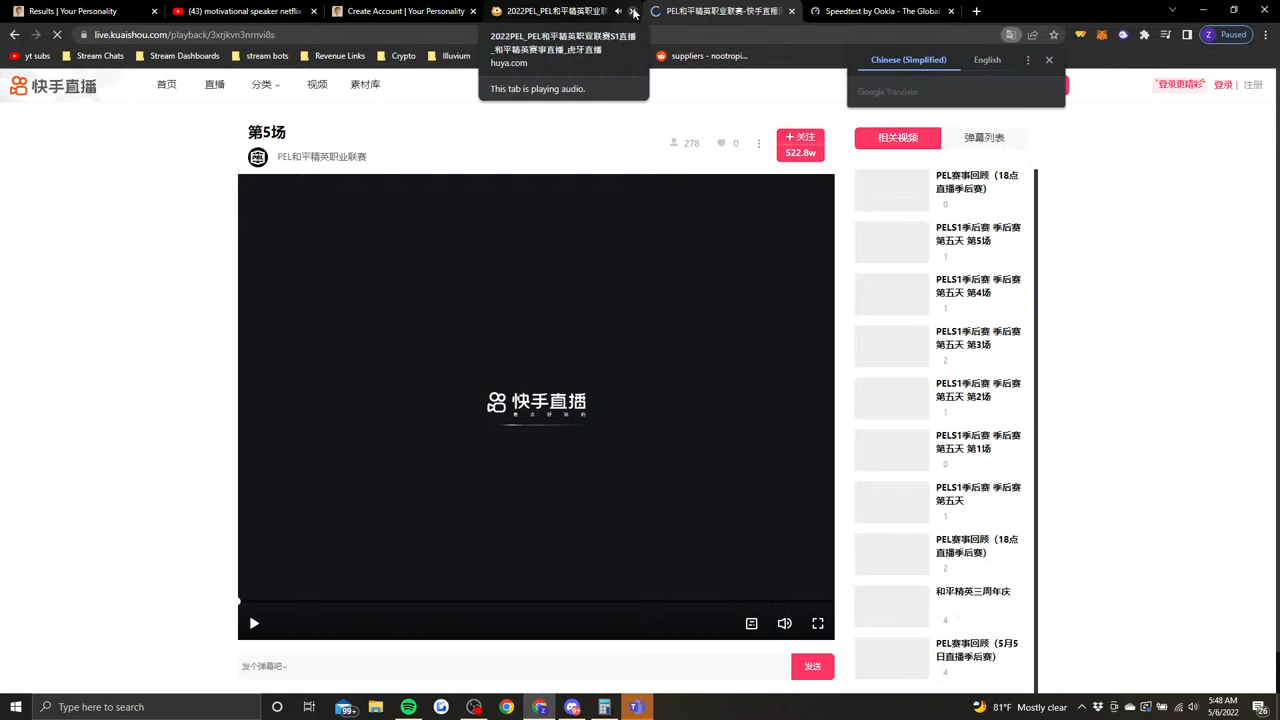 Results | Your Personality
(43) motivational netflix
Create Account | Your Personality
2022PEL_PEL和平精英职业
PEL和平精英职业联赛-快手直播
Speedtest by Ookla - The Global
live.kuaishou.com/playback/3xrjkvn3nrnvi8s
Paused
yt subs
Stream Chats
Stream Dashboards
stream bots
Resources
Links
Crypto
Illuvium
suppliers - nootropi...
2022PEL_PEL和平精英职业联赛S1直播
_和平精英赛事直播_虎牙直播
huya.com
This tab is playing audio.
Chinese (Simplified)
English
Google Translate
快手直播
首页
直播
分类
视频
素材库
登录更精彩
登录 | 注册
第5场
PEL和平精英职业联赛
278
0
+ 关注
522.8w
相关视频
弹幕列表
PEL赛事回顾（18点
直播季后赛）
0
PELS1季后赛 季后赛
第五天 第5场
1
PELS1季后赛 季后赛
第五天 第4场
1
PELS1季后赛 季后赛
第五天 第3场
2
PELS1季后赛 季后赛
第五天 第2场
1
PELS1季后赛 季后赛
第五天 第1场
0
PELS1季后赛 季后赛
第五天
1
PEL赛事回顾（18点
直播季后赛）
2
和平精英三周年庆
4
PEL赛事回顾（5月5
日直播季后赛）
4
快手直播
发个弹幕吧~
发送
Type here to search
99+
81°F Mostly clear
5:48 AM
5/6/2022
26